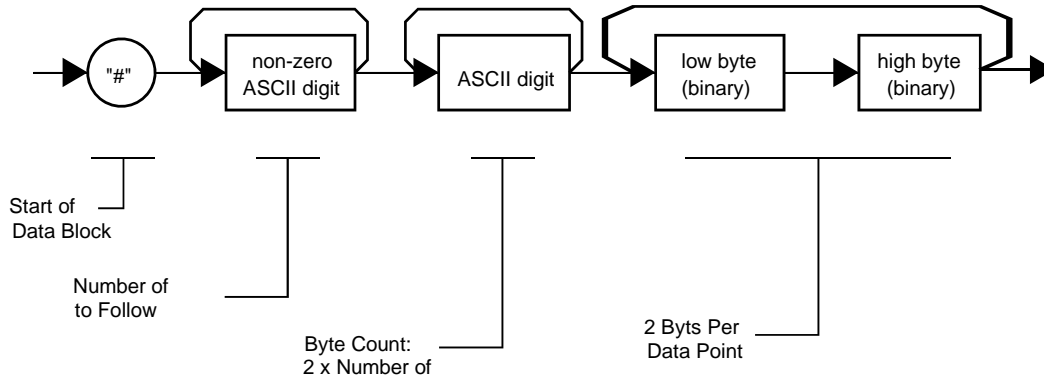 "#"
non-zero
ASCII digit
ASCII digit
low byte
(binary)
high byte
(binary)
Start of
Data Block
Number of
to Follow
Byte Count:
2 x Number of
2 Byts Per
Data Point